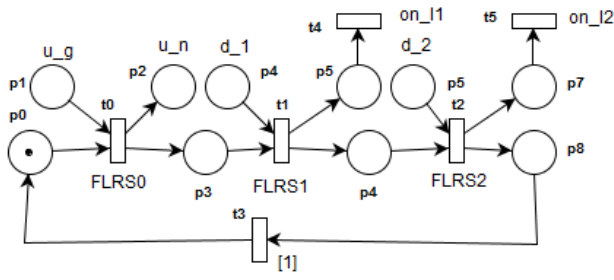 t4
on_l1
t5
on_l2
u_g
u_n
d_1
d_2
p1
p2
p4
p5
p5
p7
p0
t0
t1
t2
p8
FLRS0
p3
FLRS1
p4
FLRS2
t3
[1]